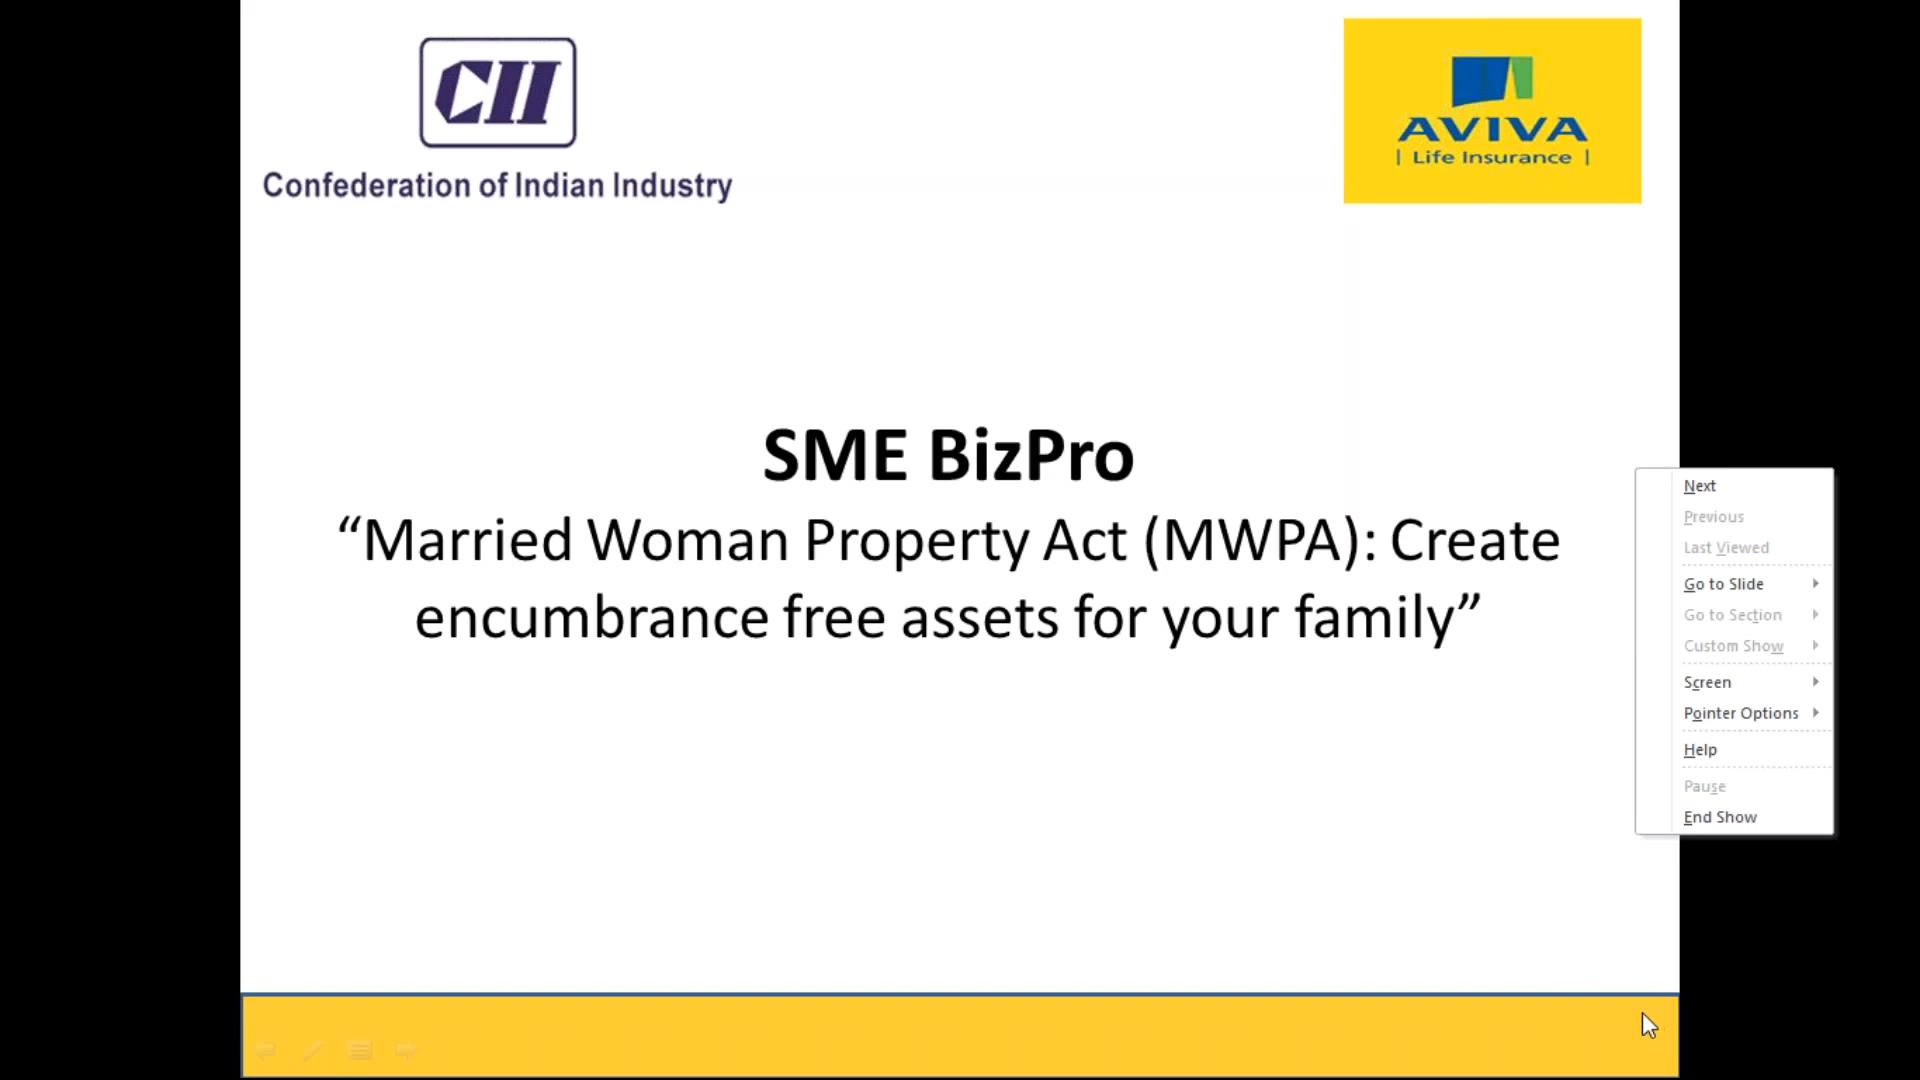 CII
Confederation of Indian Industry
AVIVA
| Life Insurance |
SME BizPro
“Married Woman Property Act (MWPA): Create
encumbrance free assets for your family”
Next
Previous
Last Viewed
Go to Slide
Go to Section
Custom Show
Screen
Pointer Options
Help
Pause
End Show